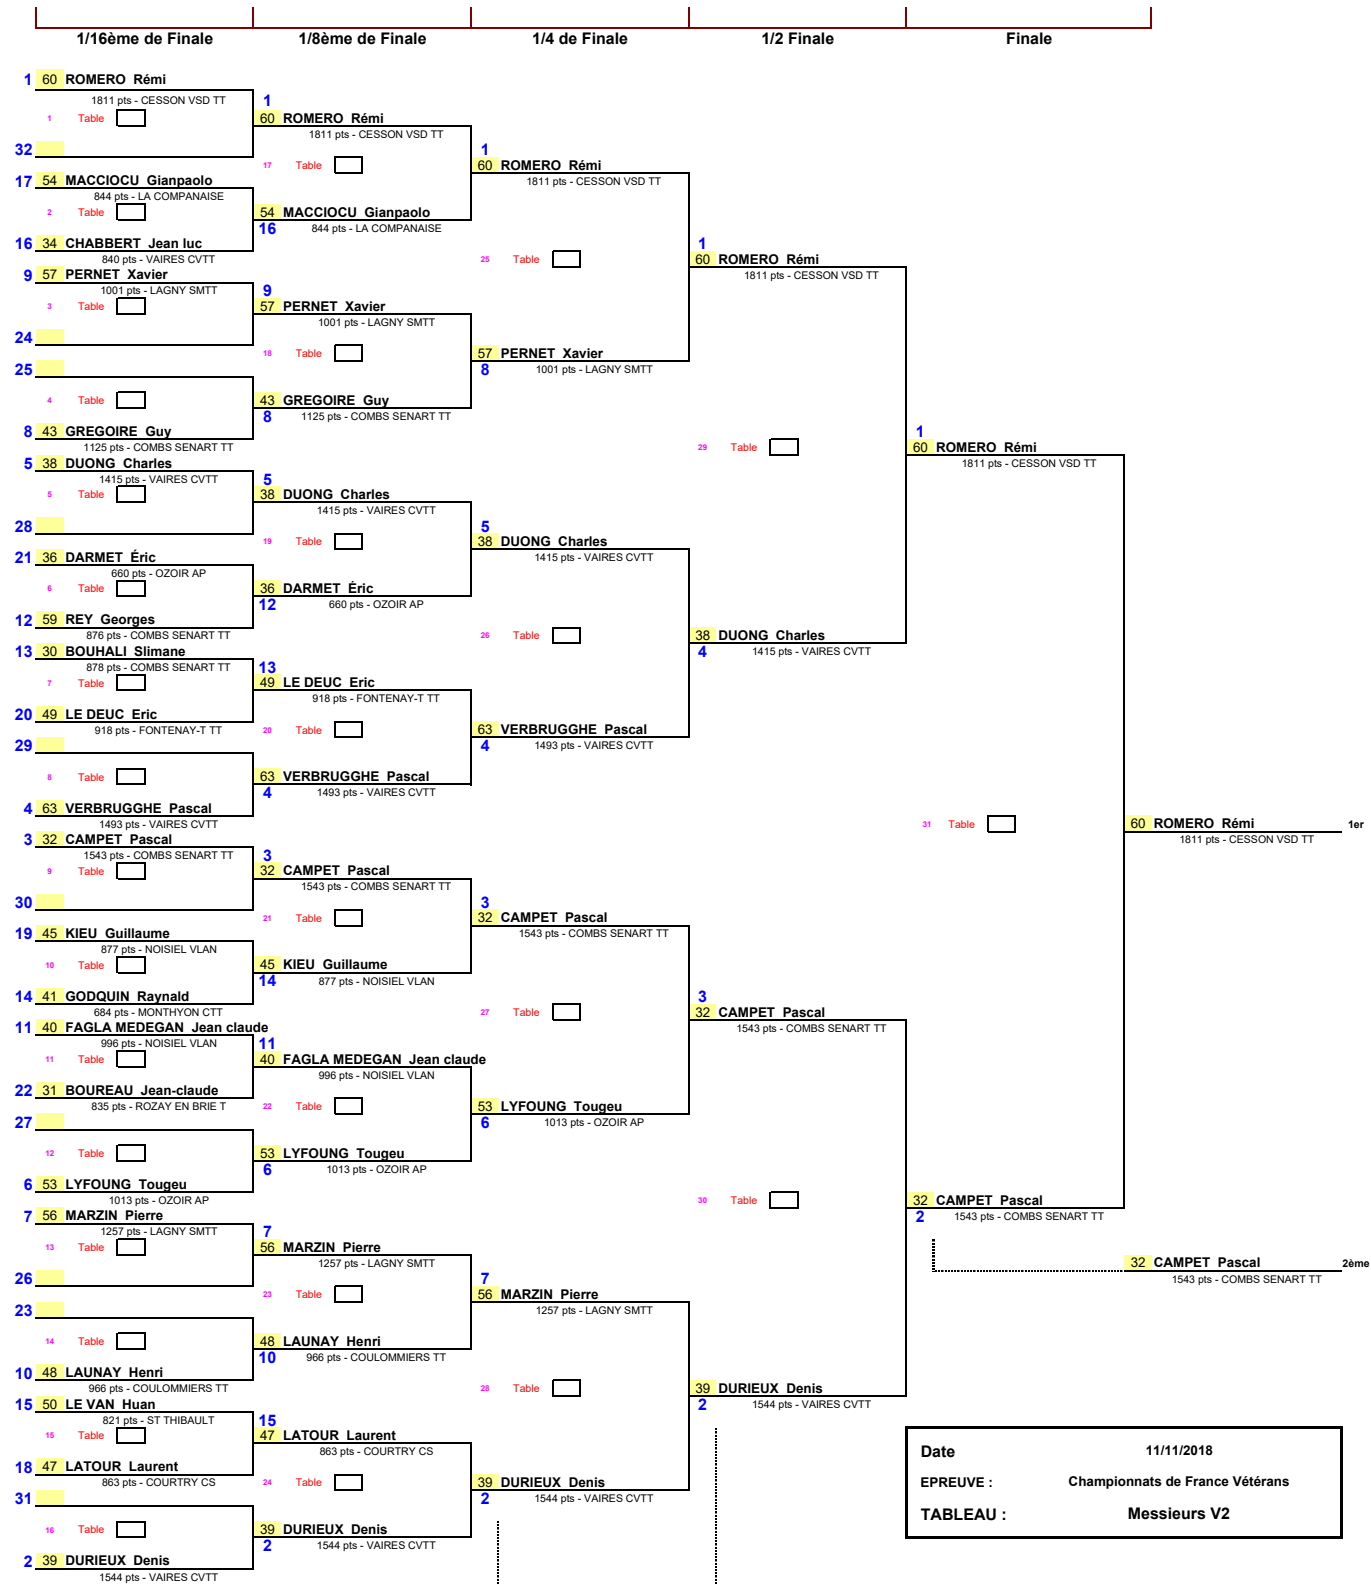 1/16ème de Finale
1/8ème de Finale
1/4 de Finale
1/2 Finale
Finale
1 60 ROMERO Rémi
1811 pts - CESSON VSD TT
1 Table
32
17 54 MACCIOCU Gianpaolo
844 pts - LA COMPANAISE
2 Table
16 34 CHABBERT Jean luc
840 pts - VAIRES CVTT
9 57 PERNET Xavier
1001 pts - LAGNY SMTT
3 Table
24
25
4 Table
8 43 GREGOIRE Guy
1125 pts - COMBS SENART TT
5 38 DUONG Charles
1415 pts - VAIRES CVTT
5 Table
28
21 36 DARMET Éric
660 pts - OZOIR AP
6 Table
12 59 REY Georges
876 pts - COMBS SENART TT
13 30 BOUHALI Slimane
878 pts - COMBS SENART TT
7 Table
20 49 LE DEUC Eric
918 pts - FONTENAY-T TT
29
8 Table
4 63 VERBRUGGHE Pascal
1493 pts - VAIRES CVTT
3 32 CAMPET Pascal
1543 pts - COMBS SENART TT
9 Table
30
19 45 KIEU Guillaume
877 pts - NOISIEL VLAN
10 Table
14 41 GODQUIN Raynald
684 pts - MONTHYON CTT
11 40 FAGLA MEDEGAN Jean claude
996 pts - NOISIEL VLAN
11 Table
22 31 BOUREAU Jean-claude
835 pts - ROZAY EN BRIE T
27
12 Table
6 53 LYFOUNG Tougeu
1013 pts - OZOIR AP
7 56 MARZIN Pierre
1257 pts - LAGNY SMTT
13 Table
26
23
14 Table
10 48 LAUNAY Henri
966 pts - COULOMMIERS TT
15 50 LE VAN Huan
821 pts - ST THIBAULT
15 Table
18 47 LATOUR Laurent
863 pts - COURTRY CS
31
16 Table
2 39 DURIEUX Denis
1544 pts - VAIRES CVTT
1
60 ROMERO Rémi
1811 pts - CESSON VSD TT
17 Table
54 MACCIOCU Gianpaolo
16 844 pts - LA COMPANAISE
9
57 PERNET Xavier
1001 pts - LAGNY SMTT
18 Table
43 GREGOIRE Guy
8 1125 pts - COMBS SENART TT
5
38 DUONG Charles
1415 pts - VAIRES CVTT
19 Table
36 DARMET Éric
12 660 pts - OZOIR AP
13
49 LE DEUC Eric
918 pts - FONTENAY-T TT
20 Table
63 VERBRUGGHE Pascal
4 1493 pts - VAIRES CVTT
3
32 CAMPET Pascal
1543 pts - COMBS SENART TT
21 Table
45 KIEU Guillaume
14 877 pts - NOISIEL VLAN
11
40 FAGLA MEDEGAN Jean claude
996 pts - NOISIEL VLAN
22 Table
53 LYFOUNG Tougeu
6 1013 pts - OZOIR AP
7
56 MARZIN Pierre
1257 pts - LAGNY SMTT
23 Table
48 LAUNAY Henri
10 966 pts - COULOMMIERS TT
15
47 LATOUR Laurent
863 pts - COURTRY CS
24 Table
39 DURIEUX Denis
2 1544 pts - VAIRES CVTT
1
60 ROMERO Rémi
1811 pts - CESSON VSD TT
25 Table
57 PERNET Xavier
8 1001 pts - LAGNY SMTT
5
38 DUONG Charles
1415 pts - VAIRES CVTT
26 Table
63 VERBRUGGHE Pascal
4 1493 pts - VAIRES CVTT
3
32 CAMPET Pascal
1543 pts - COMBS SENART TT
27 Table
53 LYFOUNG Tougeu
6 1013 pts - OZOIR AP
7
56 MARZIN Pierre
1257 pts - LAGNY SMTT
28 Table
39 DURIEUX Denis
2 1544 pts - VAIRES CVTT
1
60 ROMERO Rémi
1811 pts - CESSON VSD TT
29 Table
38 DUONG Charles
4 1415 pts - VAIRES CVTT
3
32 CAMPET Pascal
1543 pts - COMBS SENART TT
30 Table
39 DURIEUX Denis
2 1544 pts - VAIRES CVTT
1
60 ROMERO Rémi
1811 pts - CESSON VSD TT
31 Table
32 CAMPET Pascal
2 1543 pts - COMBS SENART TT
60 ROMERO Rémi 1er
1811 pts - CESSON VSD TT
32 CAMPET Pascal 2ème
1543 pts - COMBS SENART TT
Date 11/11/2018
EPREUVE : Championnats de France Vétérans
TABLEAU : Messieurs V2